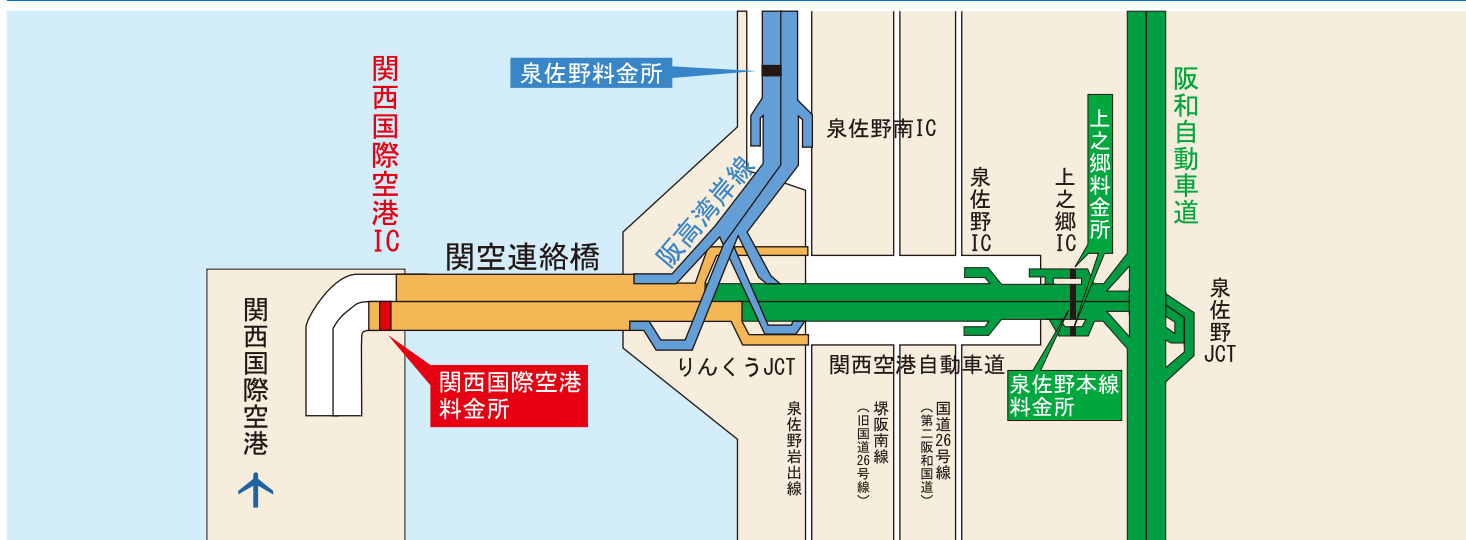 関西国際空港IC
泉佐野料金所
泉佐野南IC
阪高湾岸線
関空連絡橋
泉佐野IC
上之郷IC
上之郷料金所
阪和自動車道
関西国際空港
関西国際空港
料金所
りんくうJCT
関西空港自動車道
泉佐野本線
料金所
泉佐野JCT
泉佐野岩出線
堺阪南線
(旧国道26号線)
国道26号線
(第二阪和国道)